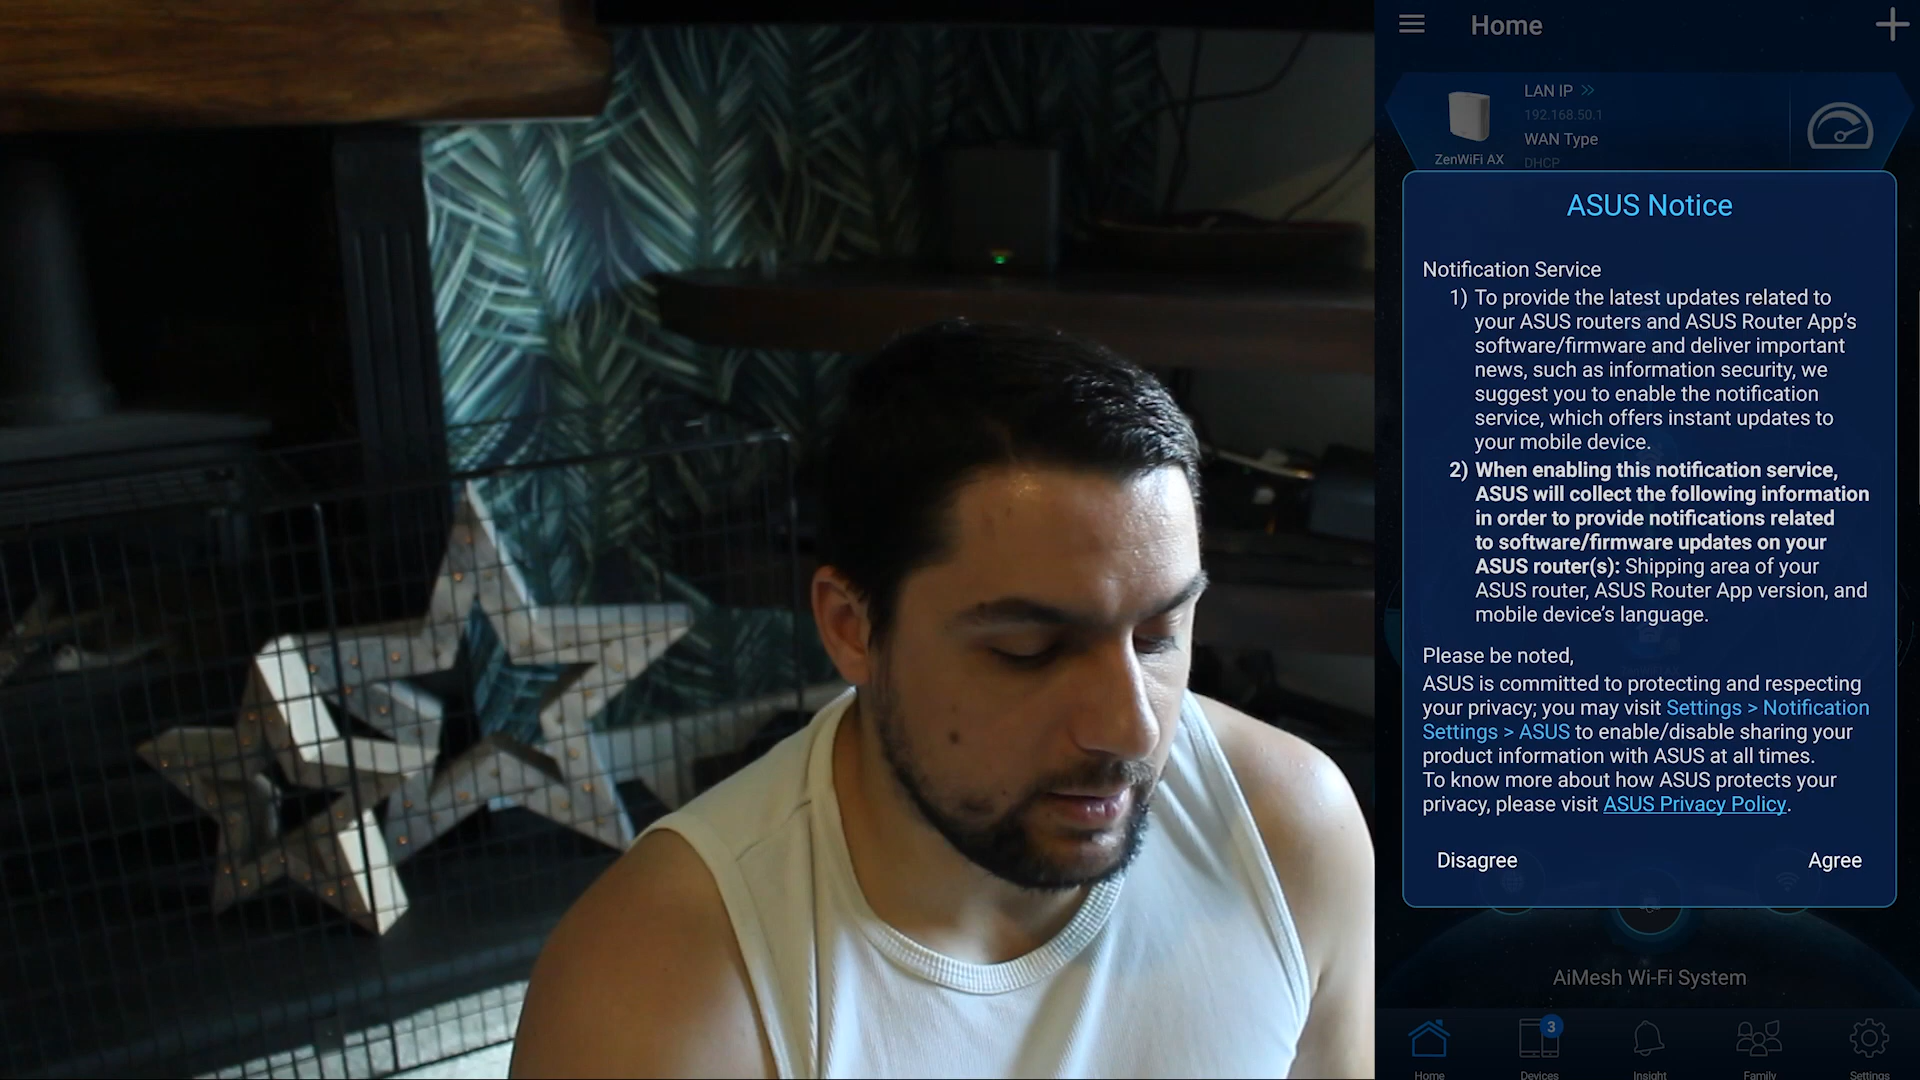 Home
LAN IP
192.168.50.1
WAN Type
DHCP
ZenWiFi AX
ASUS Notice
Notification Service
1) To provide the latest updates related to
your ASUS routers and ASUS Router App's
software/firmware and deliver important
news, such as information security, we
suggest you to enable the notification
service, which offers instant updates to
your mobile device.
2) When enabling this notification service,
ASUS will collect the following information
in order to provide notifications related
to software/firmware updates on your
ASUS router(s): Shipping area of your
ASUS router, ASUS Router App version, and
mobile device's language.
Please be noted,
ASUS is committed to protecting and respecting
your privacy; you may visit Settings > Notification
Settings > ASUS to enable/disable sharing your
product information with ASUS at all times.
To know more about how ASUS protects your
privacy, please visit ASUS Privacy Policy.
Disagree Agree
AiMesh Wi-Fi System
3
Home Devices Insight Family Settings